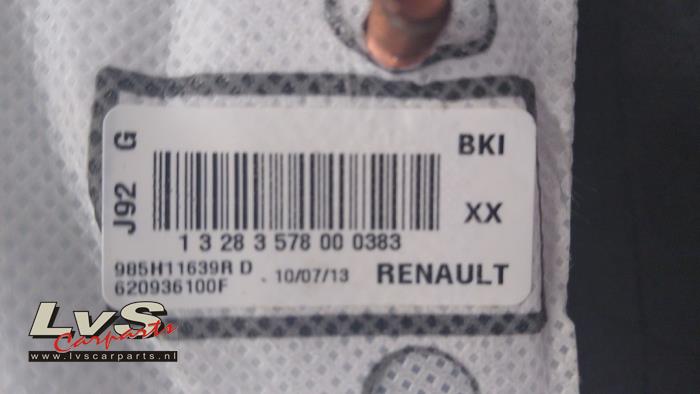 J92 G
BKI
XX
1 3 28 3 578 00 0383
985H11639R D
620936100F
. 10/07/13
RENAULT
LvS
Carparts
www.lvscarparts.nl